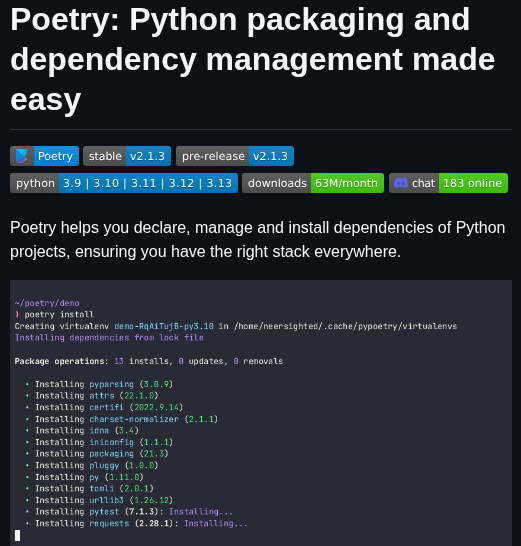 Poetry: Python packaging and
dependency management made
easy
Poetry stable v2.1.3 pre-release v2.1.3
python 3.9 | 3.10 | 3.11 | 3.12 | 3.13 downloads 63M/month chat 183 online
Poetry helps you declare, manage and install dependencies of Python
projects, ensuring you have the right stack everywhere.
~/poetry/demo
❯ poetry install
Creating virtualenv demo-RqAiTujB-py3.10 in /home/neersighted/.cache/pypoetry/virtualenvs
Installing dependencies from lock file
Package operations: 13 installs, 0 updates, 0 removals
• Installing pyparsing (3.0.9)
• Installing attrs (22.1.0)
• Installing certifi (2022.9.14)
• Installing charset-normalizer (2.1.1)
• Installing idna (3.4)
• Installing iniconfig (1.1.1)
• Installing packaging (21.3)
• Installing pluggy (1.0.0)
• Installing py (1.11.0)
• Installing tomli (2.0.1)
• Installing urllib3 (1.26.12)
• Installing pytest (7.1.3): Installing...
• Installing requests (2.28.1): Installing...